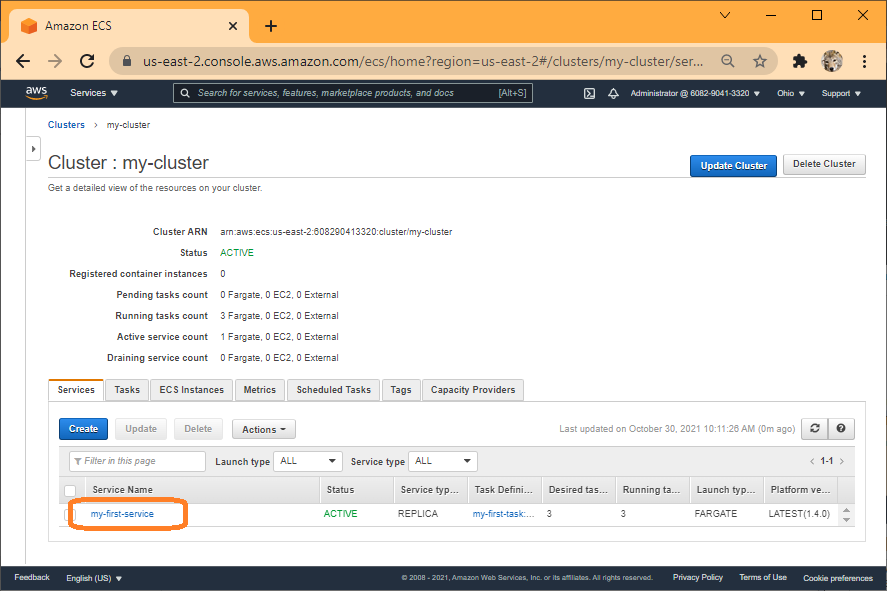 Amazon ECS
us-east-2.console.aws.amazon.com/ecs/home?region=us-east-2#/clusters/my-cluster/ser...
aws Services Search for services, features, marketplace products, and docs [Alt+S] Administrator @ 6082-9041-3320 Ohio Support
Clusters > my-cluster
Cluster : my-cluster Update Cluster Delete Cluster
Get a detailed view of the resources on your cluster.
Cluster ARN arn:aws:ecs:us-east-2:608290413320:cluster/my-cluster
Status ACTIVE
Registered container instances 0
Pending tasks count 0 Fargate, 0 EC2, 0 External
Running tasks count 3 Fargate, 0 EC2, 0 External
Active service count 1 Fargate, 0 EC2, 0 External
Draining service count 0 Fargate, 0 EC2, 0 External
Services Tasks ECS Instances Metrics Scheduled Tasks Tags Capacity Providers
Create Update Delete Actions Last updated on October 30, 2021 10:11:26 AM (0m ago)
Filter in this page Launch type ALL Service type ALL < 1-1 >
Service Name Status Service typ... Task Defini... Desired tas... Running ta... Launch typ... Platform ve...
my-first-service ACTIVE REPLICA my-first-task:... 3 3 FARGATE LATEST(1.4.0)
Feedback English (US) © 2008 - 2021, Amazon Web Services, Inc. or its affiliates. All rights reserved. Privacy Policy Terms of Use Cookie preferences